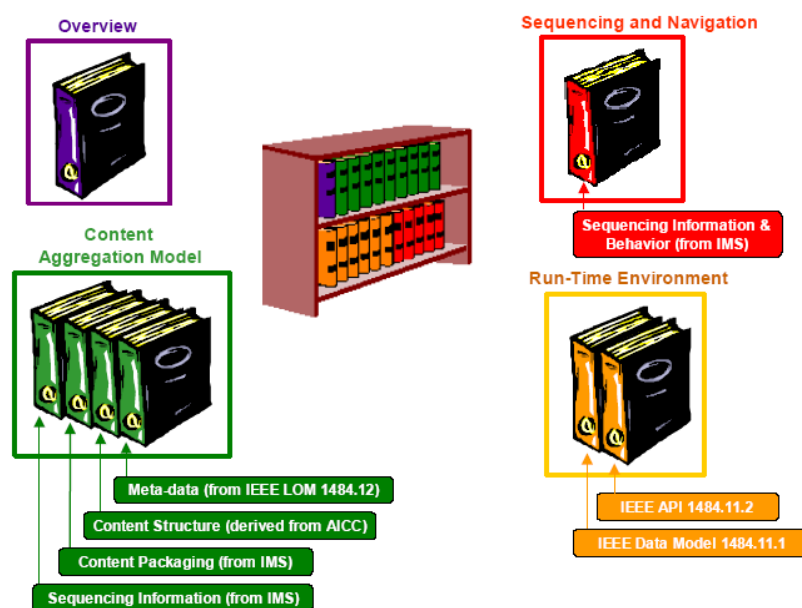 Overview
Sequencing and Navigation
Sequencing Information &
Behavior (from IMS)
Content
Aggregation Model
Meta-data (from IEEE LOM 1484.12)
Content Structure (derived from AICC)
Content Packaging (from IMS)
Sequencing Information (from IMS)
Run-Time Environment
IEEE API 1484.11.2
IEEE Data Model 1484.11.1